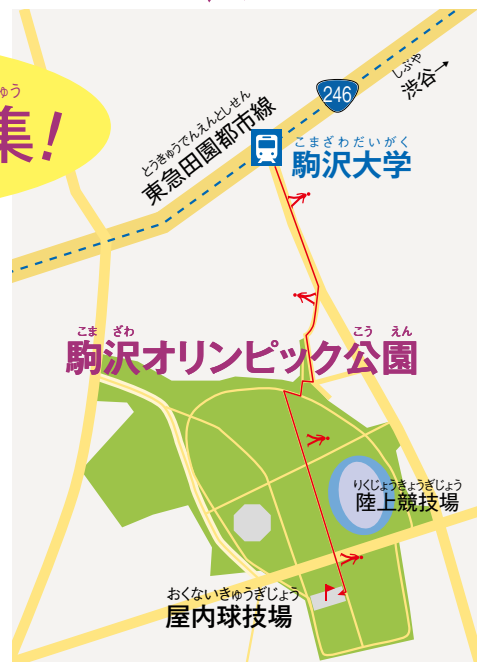 ゅう
集!
しぶや
渋谷→
246
とうきゅうでんえんとしせん
東急田園都市線
こまざわだいがく
駒沢大学
こま ざわ こう えん
駒沢オリンピック公園
りくじょうきょうぎじょう
陸上競技場
おくないきゅうぎじょう
屋内球技場